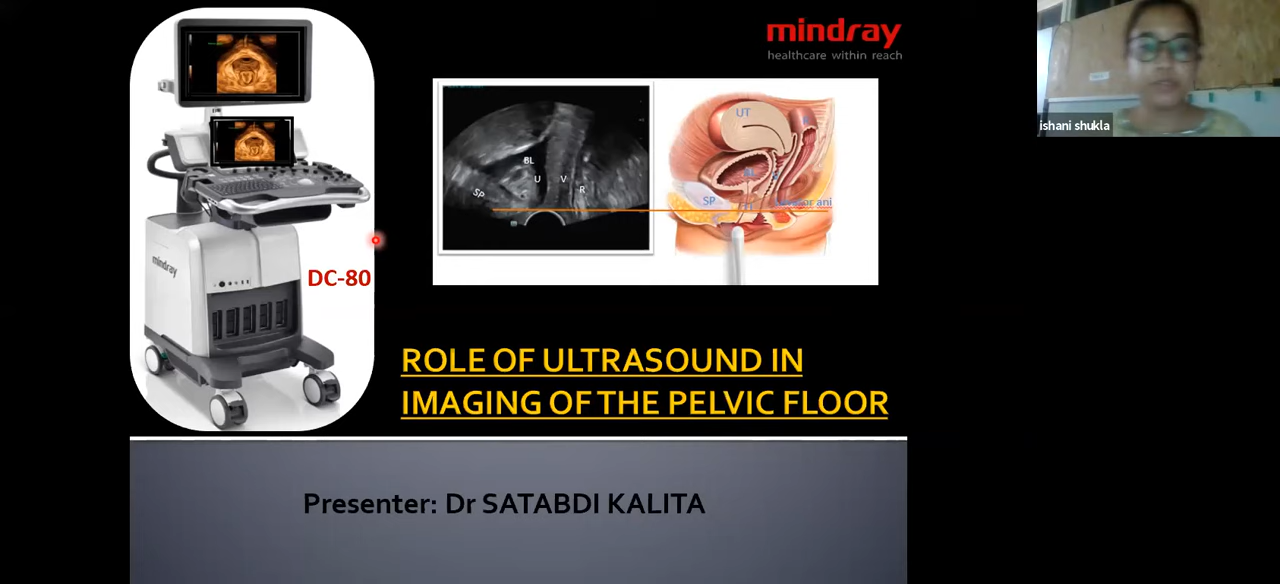 mindray
healthcare within reach
ishani shukla
UT
R
BL
BL
U
V
R
SP
SP
mindray
DC-80
ROLE OF ULTRASOUND IN
IMAGING OF THE PELVIC FLOOR
Presenter: Dr SATABDI KALITA